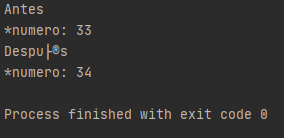 Antes
*numero: 33
Despu├®s
*numero: 34
Process finished with exit code 0